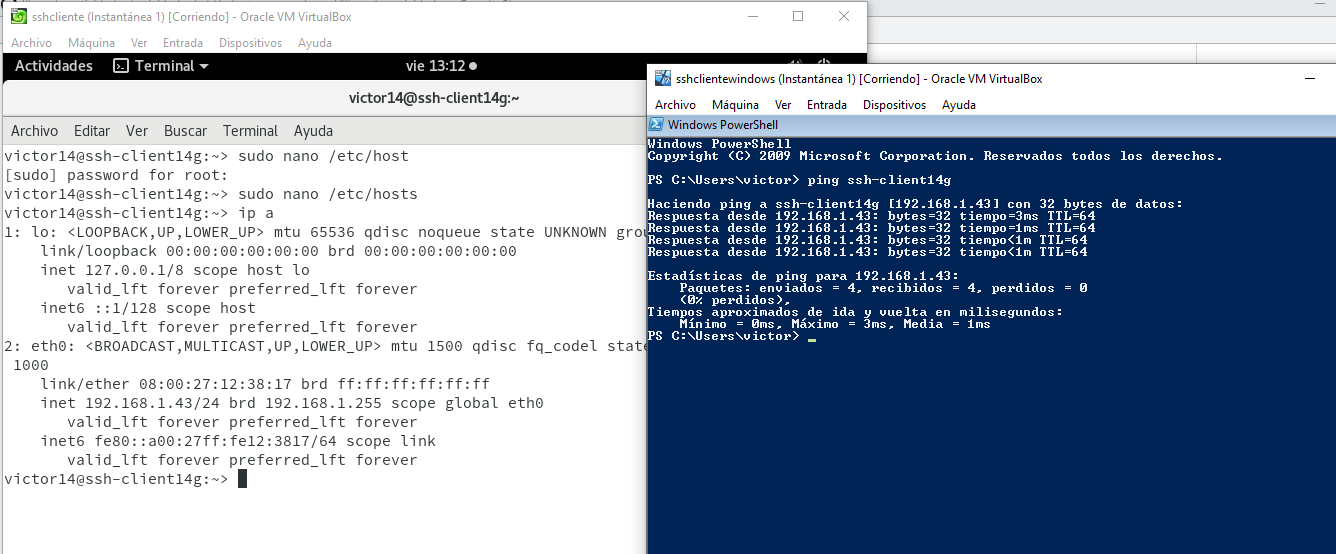 sshcliente (Instantánea 1) [Corriendo] - Oracle VM VirtualBox
Archivo Máquina Ver Entrada Dispositivos Ayuda
Actividades Terminal vie 13:12
victor14@ssh-client14g:~
Archivo Editar Ver Buscar Terminal Ayuda
victor14@ssh-client14g:~> sudo nano /etc/host
[sudo] password for root:
victor14@ssh-client14g:~> sudo nano /etc/hosts
victor14@ssh-client14g:~> ip a
1: lo: <LOOPBACK,UP,LOWER_UP> mtu 65536 qdisc noqueue state UNKNOWN grou
link/loopback 00:00:00:00:00:00 brd 00:00:00:00:00:00
inet 127.0.0.1/8 scope host lo
valid_lft forever preferred_lft forever
inet6 ::1/128 scope host
valid_lft forever preferred_lft forever
2: eth0: <BROADCAST,MULTICAST,UP,LOWER_UP> mtu 1500 qdisc fq_codel state
1000
link/ether 08:00:27:12:38:17 brd ff:ff:ff:ff:ff:ff
inet 192.168.1.43/24 brd 192.168.1.255 scope global eth0
valid_lft forever preferred_lft forever
inet6 fe80::a00:27ff:fe12:3817/64 scope link
valid_lft forever preferred_lft forever
victor14@ssh-client14g:~>
sshclientewindows (Instantánea 1) [Corriendo] - Oracle VM VirtualBox
Archivo Máquina Ver Entrada Dispositivos Ayuda
Windows PowerShell
Windows PowerShell
Copyright (C) 2009 Microsoft Corporation. Reservados todos los derechos.
PS C:\Users\victor> ping ssh-client14g
Haciendo ping a ssh-client14g [192.168.1.43] con 32 bytes de datos:
Respuesta desde 192.168.1.43: bytes=32 tiempo=3ms TTL=64
Respuesta desde 192.168.1.43: bytes=32 tiempo=1ms TTL=64
Respuesta desde 192.168.1.43: bytes=32 tiempo<1m TTL=64
Respuesta desde 192.168.1.43: bytes=32 tiempo<1m TTL=64
Estadísticas de ping para 192.168.1.43:
Paquetes: enviados = 4, recibidos = 4, perdidos = 0
(0% perdidos),
Tiempos aproximados de ida y vuelta en milisegundos:
Mínimo = 0ms, Máximo = 3ms, Media = 1ms
PS C:\Users\victor>